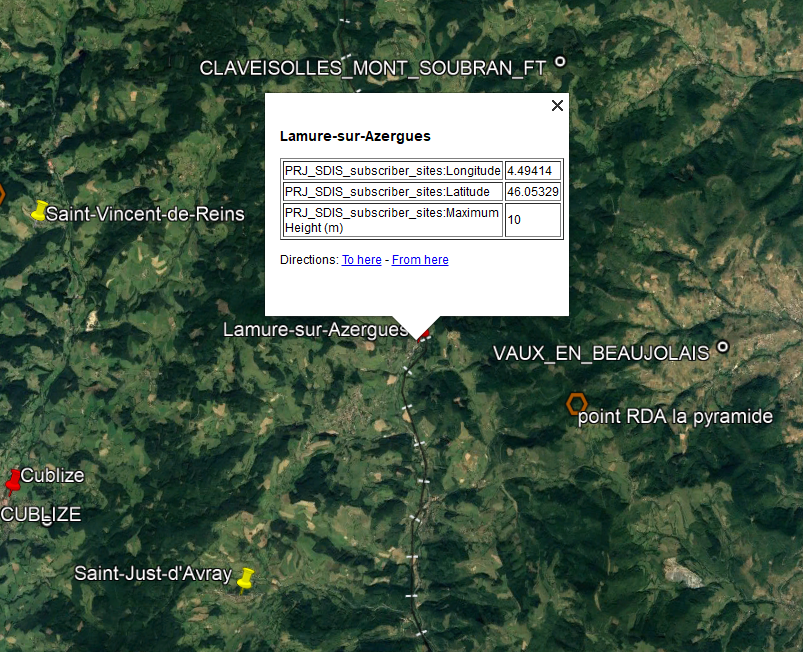 CLAVEISOLLES_MONT_SOUBRAN_FT
Lamure-sur-Azergues
PRJ_SDIS_subscriber_sites:Longitude 4.49414
PRJ_SDIS_subscriber_sites:Latitude 46.05329
PRJ_SDIS_subscriber_sites:Maximum
Height (m) 10
Directions: To here - From here
Saint-Vincent-de-Reins
Lamure-sur-Azergues
VAUX_EN_BEAUJOLAIS
point RDA la pyramide
Cublize
CUBLIZE
Saint-Just-d'Avray